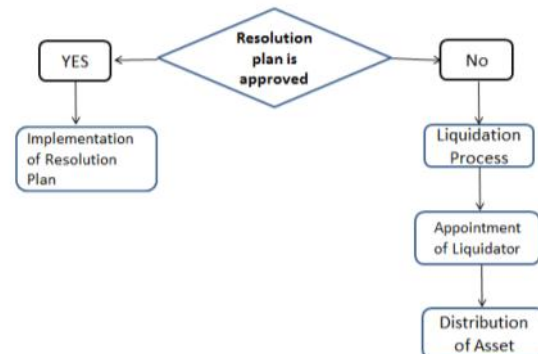 Resolution
plan is
approved
YES
No
Implementation
of Resolution
Plan
Liquidation
Process
Appointment
of Liquidator
Distribution
of Asset